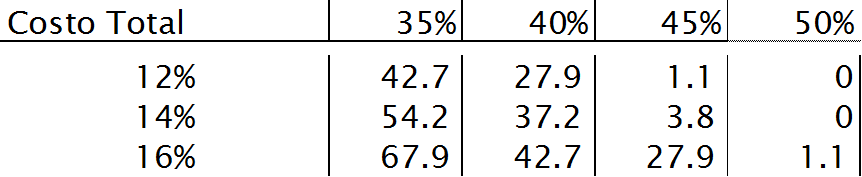 Costo Total 35% 40% 45% 50%
12% 42.7 27.9 1.1 0
14% 54.2 37.2 3.8 0
16% 67.9 42.7 27.9 1.1